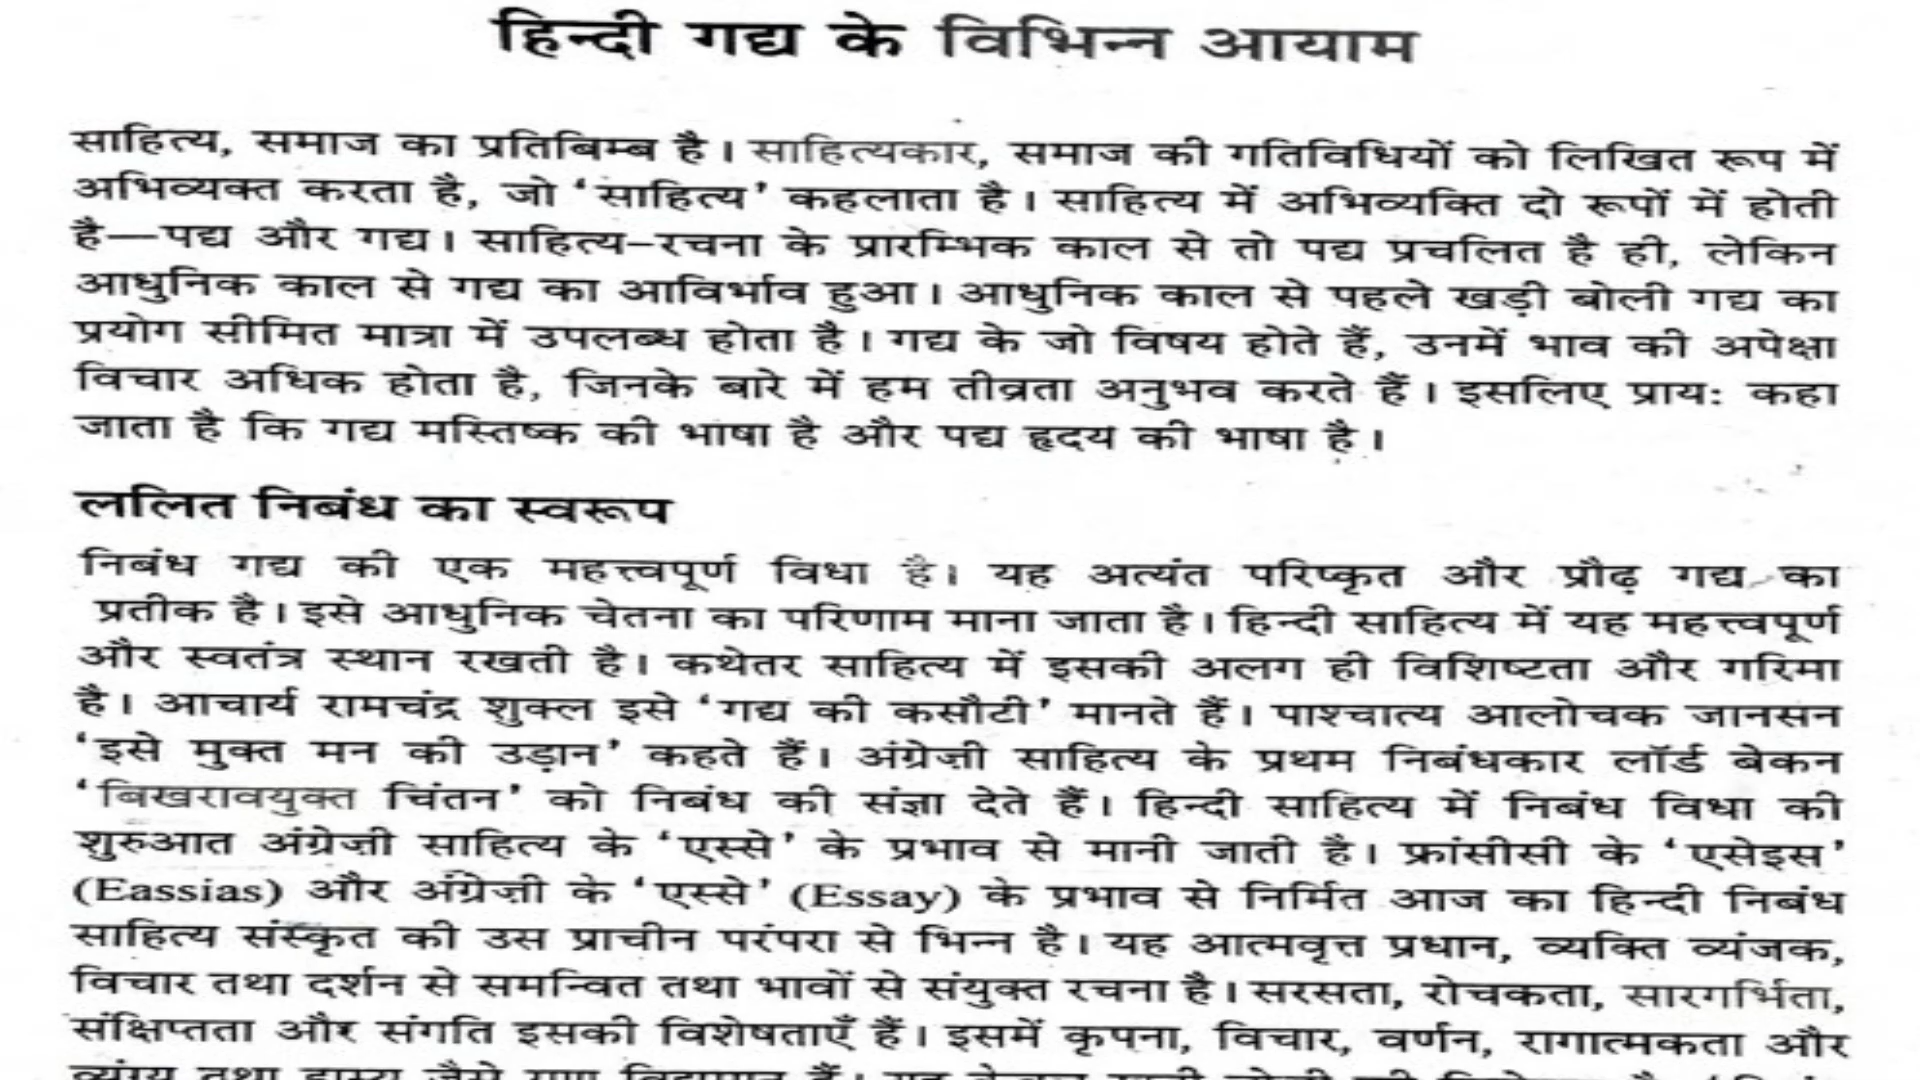 हिन्दी गद्य के विभिन्न आयाम
साहित्य, समाज का प्रतिबिम्ब है। साहित्यकार, समाज की गतिविधियों को लिखित रूप में
अभिव्यक्त करता है, जो ‘साहित्य’ कहलाता है। साहित्य में अभिव्यक्ति दो रूपों में होती
है—पद्य और गद्य। साहित्य-रचना के प्रारम्भिक काल से तो पद्य प्रचलित है ही, लेकिन
आधुनिक काल से गद्य का आविर्भाव हुआ। आधुनिक काल से पहले खड़ी बोली गद्य का
प्रयोग सीमित मात्रा में उपलब्ध होता है। गद्य के जो विषय होते हैं, उनमें भाव की अपेक्षा
विचार अधिक होता है, जिनके बारे में हम तीव्रता अनुभव करते हैं। इसलिए प्राय: कहा
जाता है कि गद्य मस्तिष्क की भाषा है और पद्य हृदय की भाषा है।
ललित निबंध का स्वरूप
निबंध गद्य की एक महत्त्वपूर्ण विधा है। यह अत्यंत परिष्कृत और प्रौढ़ गद्य का
प्रतीक है। इसे आधुनिक चेतना का परिणाम माना जाता है। हिन्दी साहित्य में यह महत्त्वपूर्ण
और स्वतंत्र स्थान रखती है। कथेतर साहित्य में इसकी अलग ही विशिष्टता और गरिमा
है। आचार्य रामचंद्र शुक्ल इसे ‘गद्य की कसौटी’ मानते हैं। पाश्चात्य आलोचक जानसन
‘इसे मुक्त मन की उड़ान’ कहते हैं। अंग्रेज़ी साहित्य के प्रथम निबंधकार लॉर्ड बेकन
‘बिखरावयुक्त चिंतन’ को निबंध की संज्ञा देते हैं। हिन्दी साहित्य में निबंध विधा की
शुरुआत अंग्रेज़ी साहित्य के ‘एस्से’ के प्रभाव से मानी जाती है। फ्रांसीसी के ‘एसेइस’
(Eassias) और अंग्रेज़ी के ‘एस्से’ (Essay) के प्रभाव से निर्मित आज का हिन्दी निबंध
साहित्य संस्कृत की उस प्राचीन परंपरा से भिन्न है। यह आत्मवृत्त प्रधान, व्यक्ति व्यंजक,
विचार तथा दर्शन से समन्वित तथा भावों से संयुक्त रचना है। सरसता, रोचकता, सारगर्भिता,
संक्षिप्तता और संगति इसकी विशेषताएँ हैं। इसमें कृपना, विचार, वर्णन, रागात्मकता और
व्यंग्य तथा हास्य जैसे गुण विद्यमान हैं। यह केवल